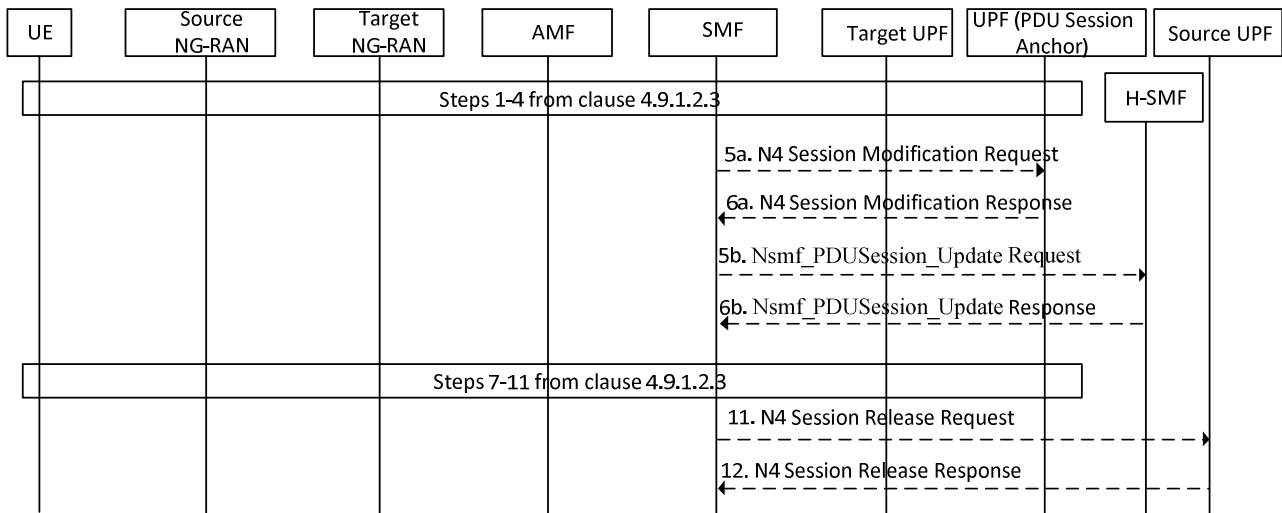 UE
Source
NG-RAN
Target
NG-RAN
AMF
SMF
Target UPF
UPF (PDU Session
Anchor)
Source UPF
Steps 1-4 from clause 4.9.1.2.3
H-SMF
5a. N4 Session Modification Request
6a. N4 Session Modification Response
5b. Nsmf_PDUSession_Update Request
6b. Nsmf_PDUSession_Update Response
Steps 7-11 from clause 4.9.1.2.3
11. N4 Session Release Request
12. N4 Session Release Response